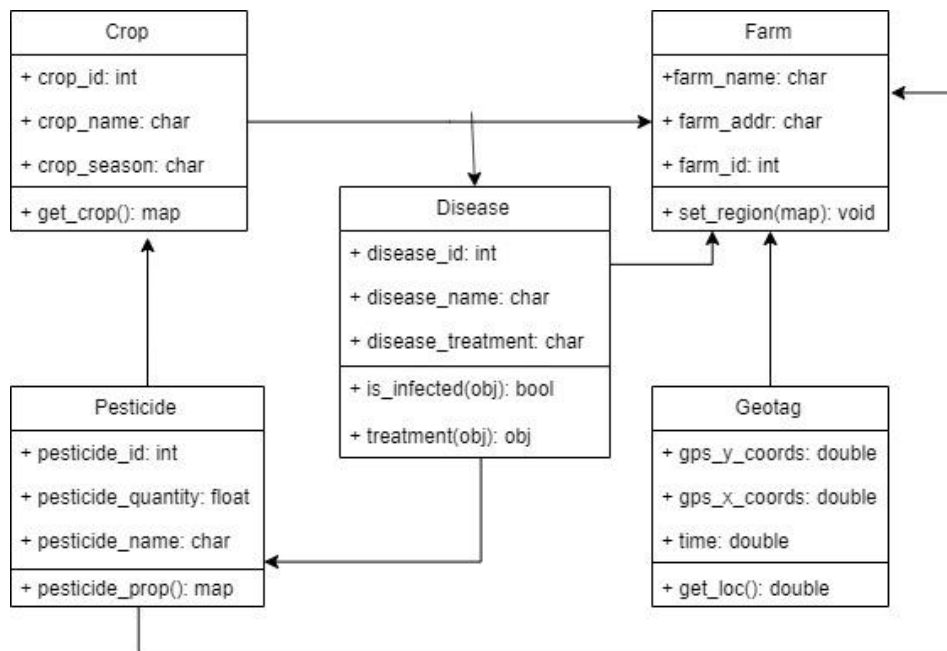 Crop
+ crop_id: int
+ crop_name: char
+ crop_season: char
+ get_crop(): map
Farm
+farm_name: char
+ farm_addr: char
+ farm_id: int
+ set_region(map): void
Disease
+ disease_id: int
+ disease_name: char
+ disease_treatment: char
+ is_infected(obj): bool
+ treatment(obj): obj
Pesticide
+ pesticide_id: int
+ pesticide_quantity: float
+ pesticide_name: char
+ pesticide_prop(): map
Geotag
+ gps_y_coords: double
+ gps_x_coords: double
+ time: double
+ get_loc(): double